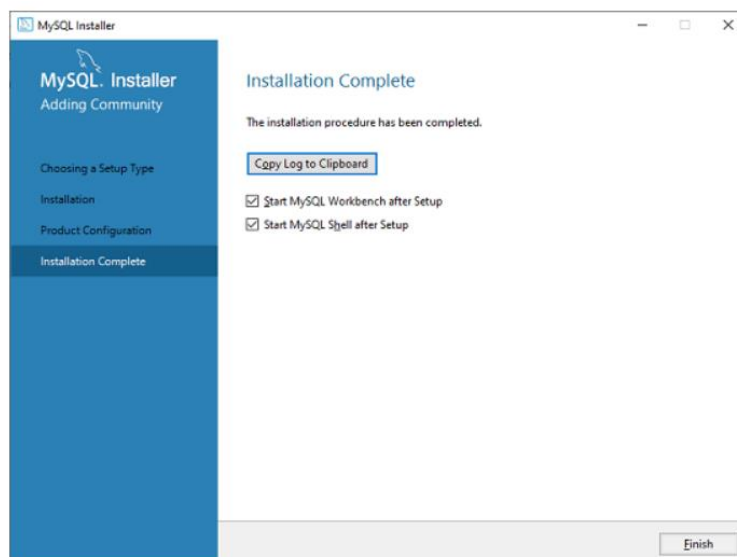 MySQL Installer
MySQL. Installer
Adding Community
Choosing a Setup Type
Installation
Product Configuration
Installation Complete
Installation Complete
The installation procedure has been completed.
Copy Log to Clipboard
Start MySQL Workbench after Setup
Start MySQL Shell after Setup
Finish